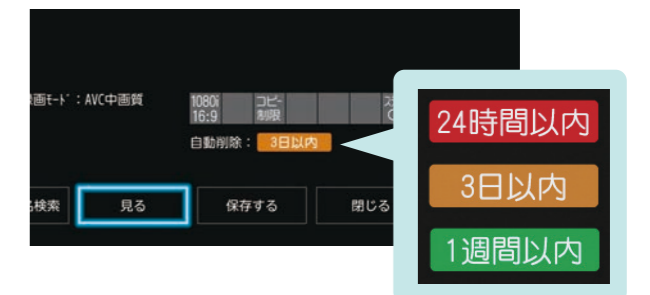 画モード：AVC中画質
1080i
16:9
コピー
制限
自動削除： 3日以内
検索
見る
保存する
閉じる
24時間以内
3日以内
1週間以内